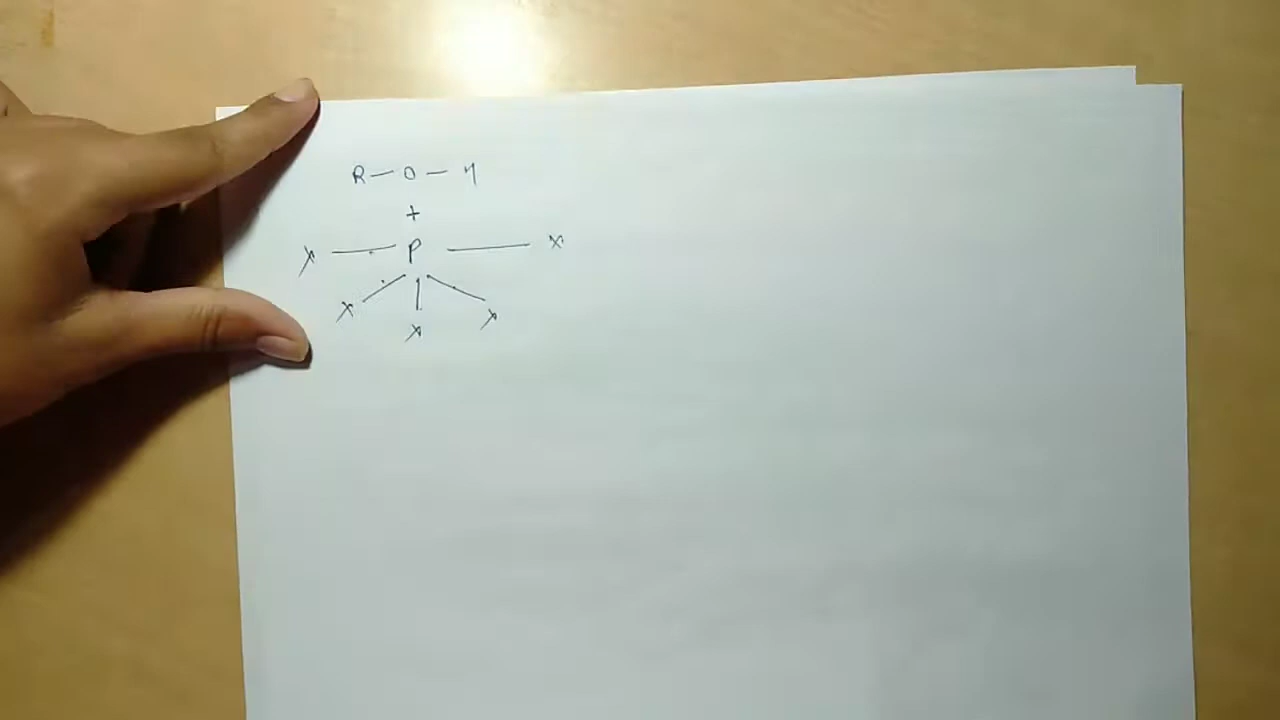 R — O — H
+
X — P — X
X X X